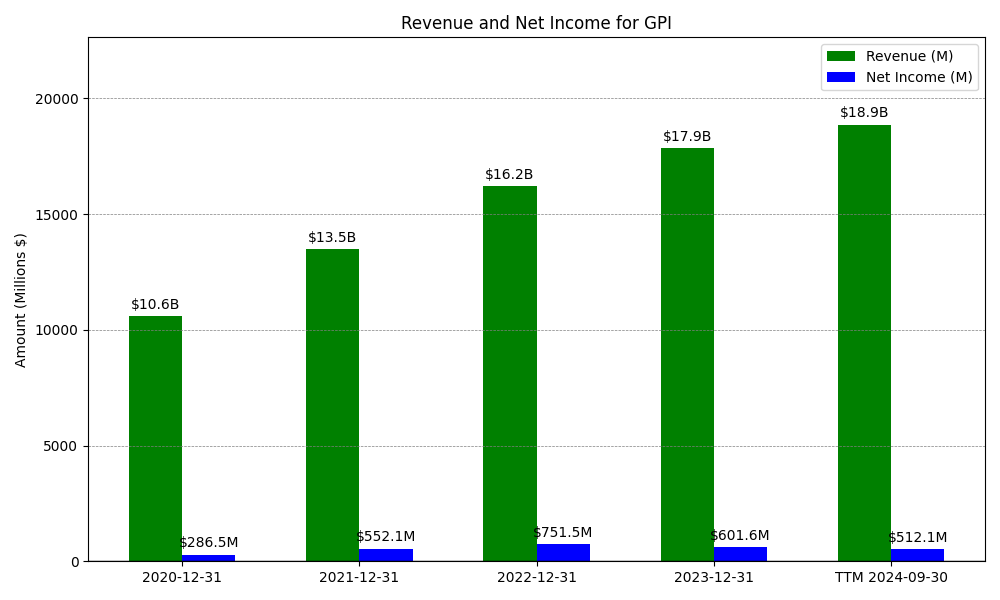 Revenue and Net Income for GPI
Revenue (M)
Net Income (M)
Amount (Millions $)
20000
15000
10000
5000
0
$10.6B
$286.5M
$13.5B
$552.1M
$16.2B
$751.5M
$17.9B
$601.6M
$18.9B
$512.1M
2020-12-31
2021-12-31
2022-12-31
2023-12-31
TTM 2024-09-30